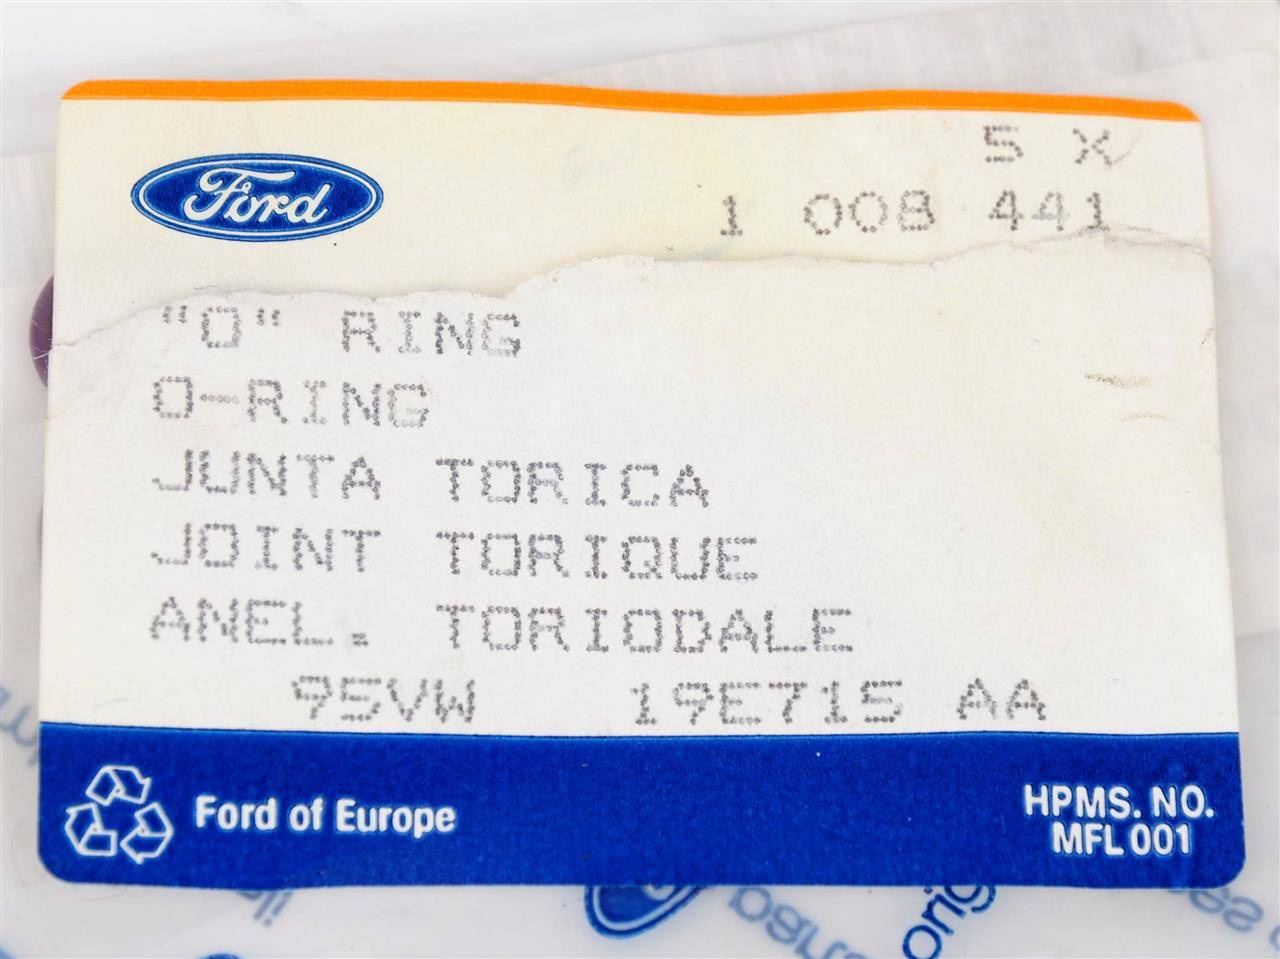 5 X
Ford
1 008 441
"O" RING
O-RING
JUNTA TORICA
JOINT TORIQUE
ANEL. TORIODALE
95VW 19E715 AA
Ford of Europe
HPMS. NO.
MFL 001